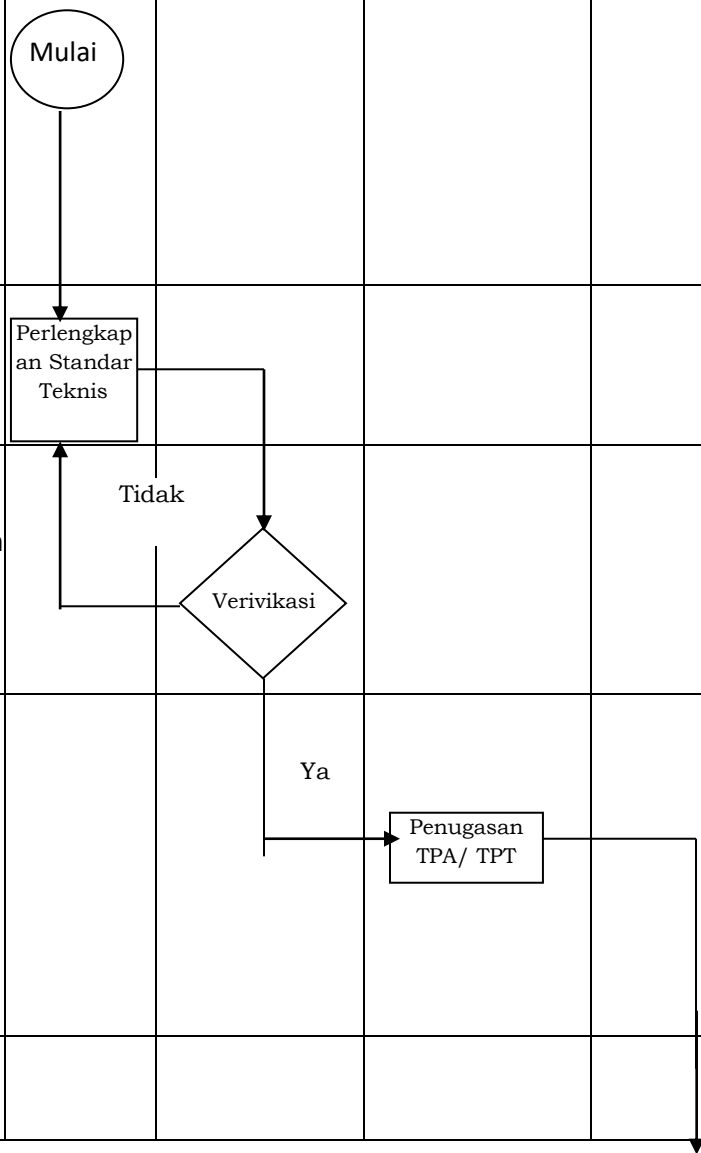 Mulai
Perlengkap
an Standar
Teknis
Tidak
Verivikasi
Ya
Penugasan
TPA/ TPT